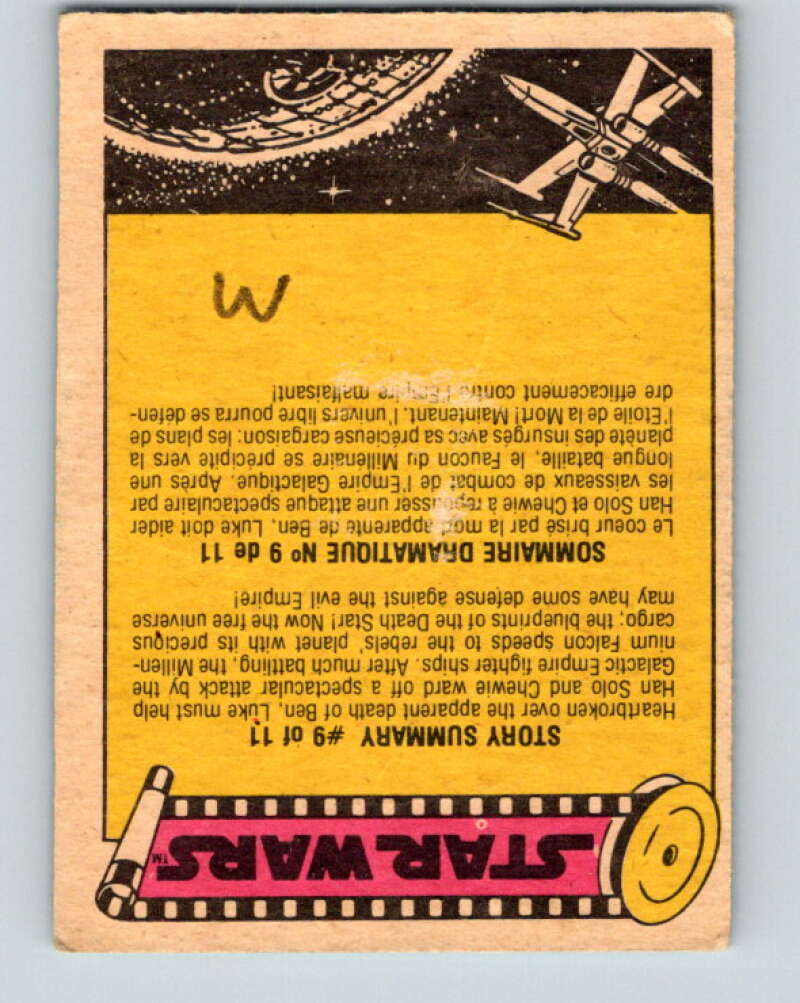 STAR WARS™
STORY SUMMARY #9 of 11
Heartbroken over the apparent death of Ben, Luke must help
Han Solo and Chewie ward off a spectacular attack by the
Galactic Empire fighter ships. After much battling, the Millen-
nium Falcon speeds to the rebels' planet with its precious
cargo; the blueprints of the Death Star! Now the free universe
may have some defense against the evil Empire!
SOMMAIRE DRAMATIQUE Nº 9 de 11
Le coeur brisé par la mort apparente de Ben, Luke doit aider
Han Solo et Chewie à repousser une attaque spectaculaire par
les vaisseaux de combat de l'Empire Galactique. Après une
longue bataille, le Faucon du Millénaire se précipite vers la
planète des insurgés avec sa précieuse cargaison: les plans de
l'Etoile de la Mort! Maintenant, l'univers libre pourra se défen-
dre efficacement contre l'Empire malfaisant!
W